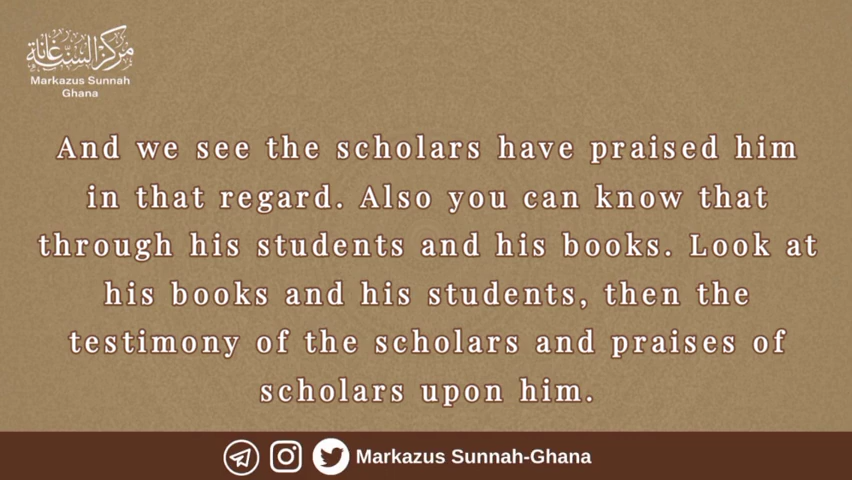 مركز السنة غانة
Markazus Sunnah
Ghana
And we see the scholars have praised him
in that regard. Also you can know that
through his students and his books. Look at
his books and his students, then the
testimony of the scholars and praises of
scholars upon him.
Markazus Sunnah-Ghana